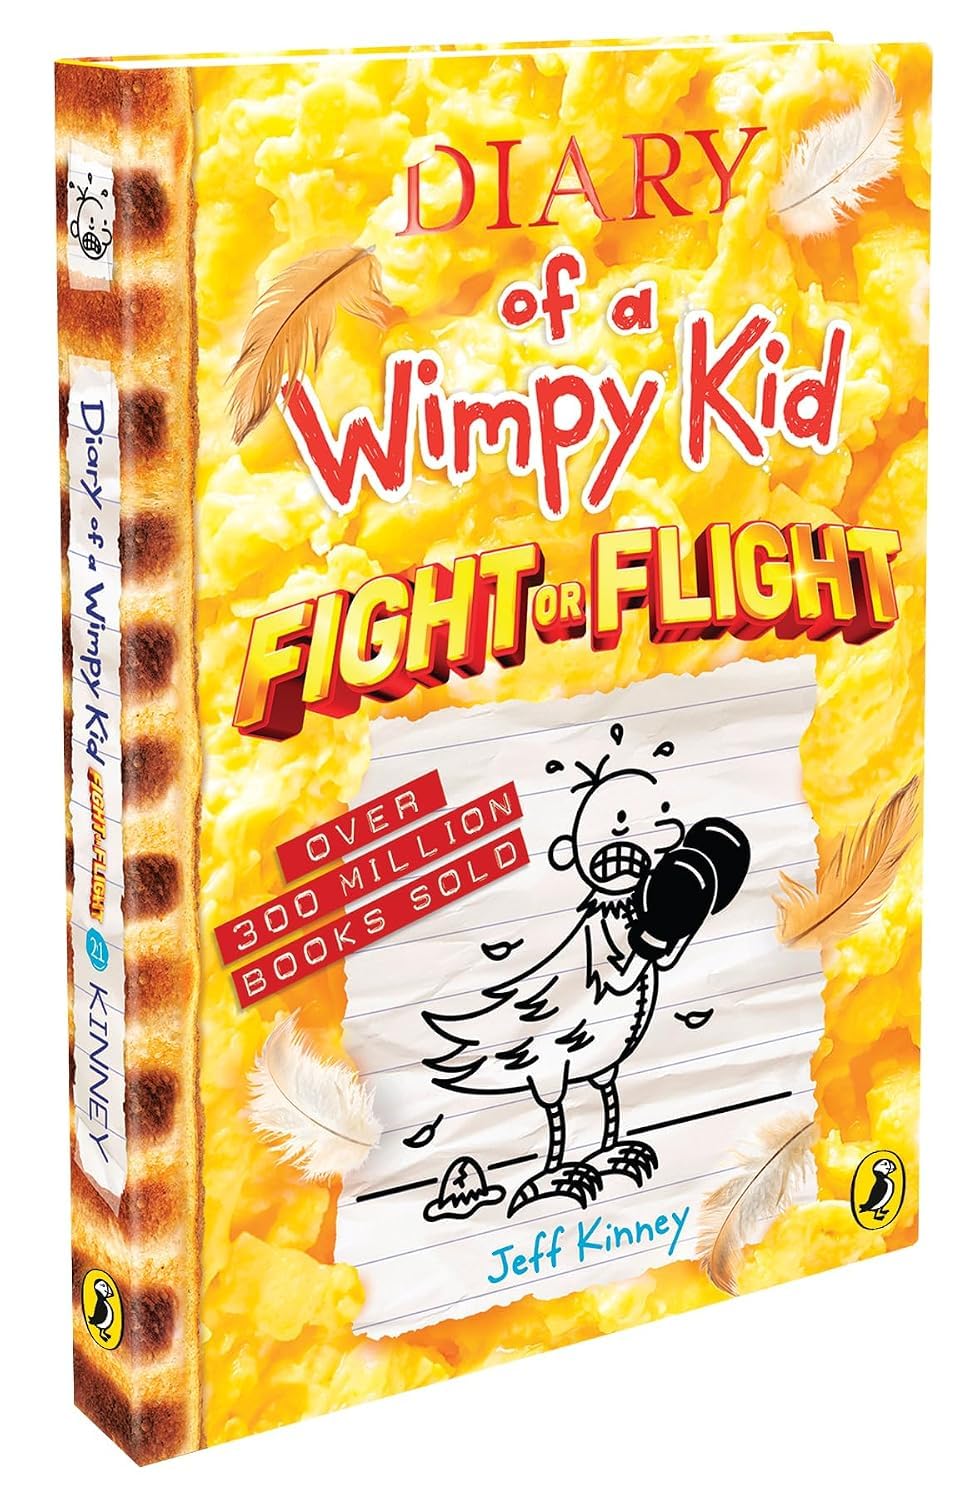 DIARY
of a
Wimpy Kid
FIGHT OR FLIGHT
OVER
300 MILLION
BOOKS SOLD
Jeff Kinney
Diary of a Wimpy Kid FIGHT OR FLIGHT 21 KINNEY